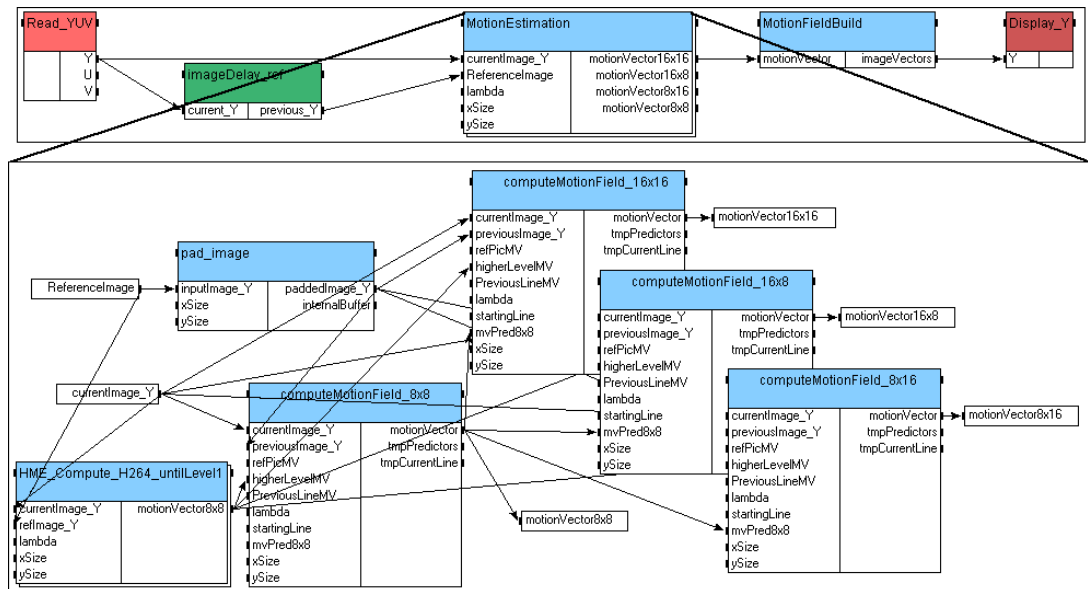 Read_YUV
Y
U
V
imageDelay_ref
current_Y previous_Y
MotionEstimation
currentImage_Y motionVector16x16
ReferenceImage motionVector16x8
lambda motionVector8x16
xSize motionVector8x8
ySize
MotionFieldBuild
motionVector imageVectors
Display_Y
Y
computeMotionField_16x16
currentImage_Y motionVector
previousImage_Y tmpPredictors
refPicMV tmpCurrentLine
higherLevelMV
PreviousLineMV
lambda
startingLine
mvPred8x8
xSize
ySize
motionVector16x16
pad_image
inputImage_Y paddedImage_Y
xSize internalBuffer
ySize
ReferenceImage
computeMotionField_16x8
currentImage_Y motionVector
previousImage_Y tmpPredictors
refPicMV tmpCurrentLine
higherLevelMV
PreviousLineMV
lambda
startingLine
mvPred8x8
xSize
ySize
motionVector16x8
currentImage_Y
computeMotionField_8x8
currentImage_Y motionVector
previousImage_Y tmpPredictors
refPicMV tmpCurrentLine
higherLevelMV
PreviousLineMV
lambda
startingLine
mvPred8x8
xSize
ySize
motionVector8x8
computeMotionField_8x16
currentImage_Y motionVector
previousImage_Y tmpPredictors
refPicMV tmpCurrentLine
higherLevelMV
PreviousLineMV
lambda
startingLine
mvPred8x8
xSize
ySize
motionVector8x16
HME_Compute_H264_untilLevel1
currentImage_Y motionVector8x8
refImage_Y
lambda
xSize
ySize